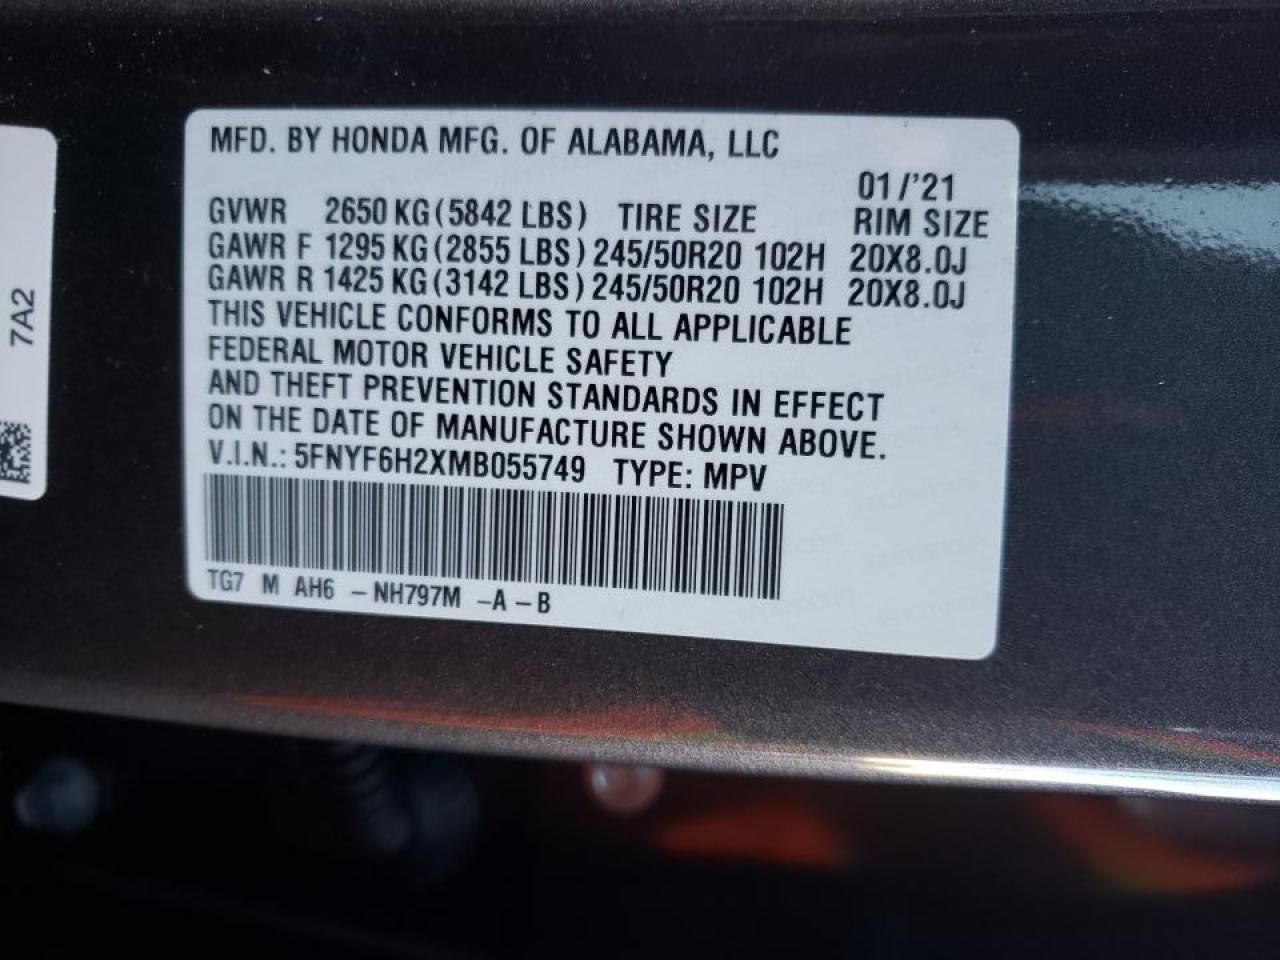 MFD. BY HONDA MFG. OF ALABAMA, LLC
01/'21
GVWR 2650 KG (5842 LBS) TIRE SIZE RIM SIZE
GAWR F 1295 KG (2855 LBS) 245/50R20 102H 20X8.0J
GAWR R 1425 KG (3142 LBS) 245/50R20 102H 20X8.0J
THIS VEHICLE CONFORMS TO ALL APPLICABLE
FEDERAL MOTOR VEHICLE SAFETY
AND THEFT PREVENTION STANDARDS IN EFFECT
ON THE DATE OF MANUFACTURE SHOWN ABOVE.
V.I.N.: 5FNYF6H2XMB055749 TYPE: MPV
TG7 M AH6 -NH797M -A -B
7A2